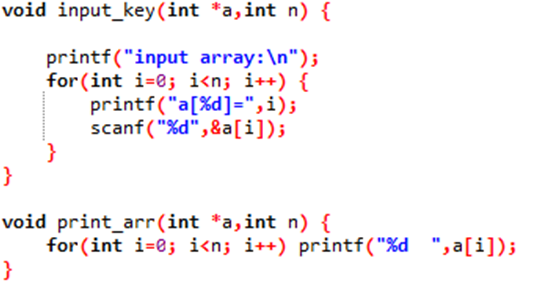 void input_key(int *a,int n) {
printf("input array:\n");
for(int i=0; i<n; i++) {
printf("a[%d]=",i);
scanf("%d",&a[i]);
}
}
void print_arr(int *a,int n) {
for(int i=0; i<n; i++) printf("%d  ",a[i]);
}